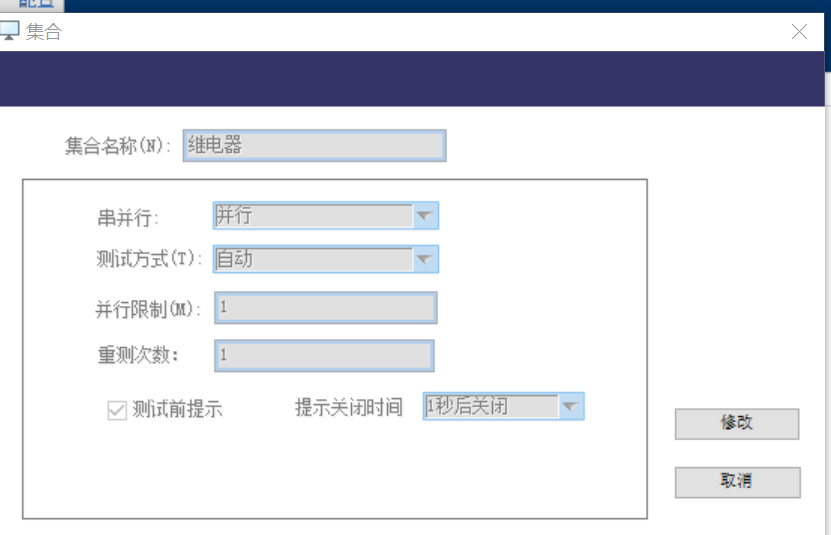 配置
集合
集合名称(N): 继电器
串并行: 并行
测试方式(T): 自动
并行限制(M): 1
重测次数: 1
测试前提示 提示关闭时间 1秒后关闭
修改
取消